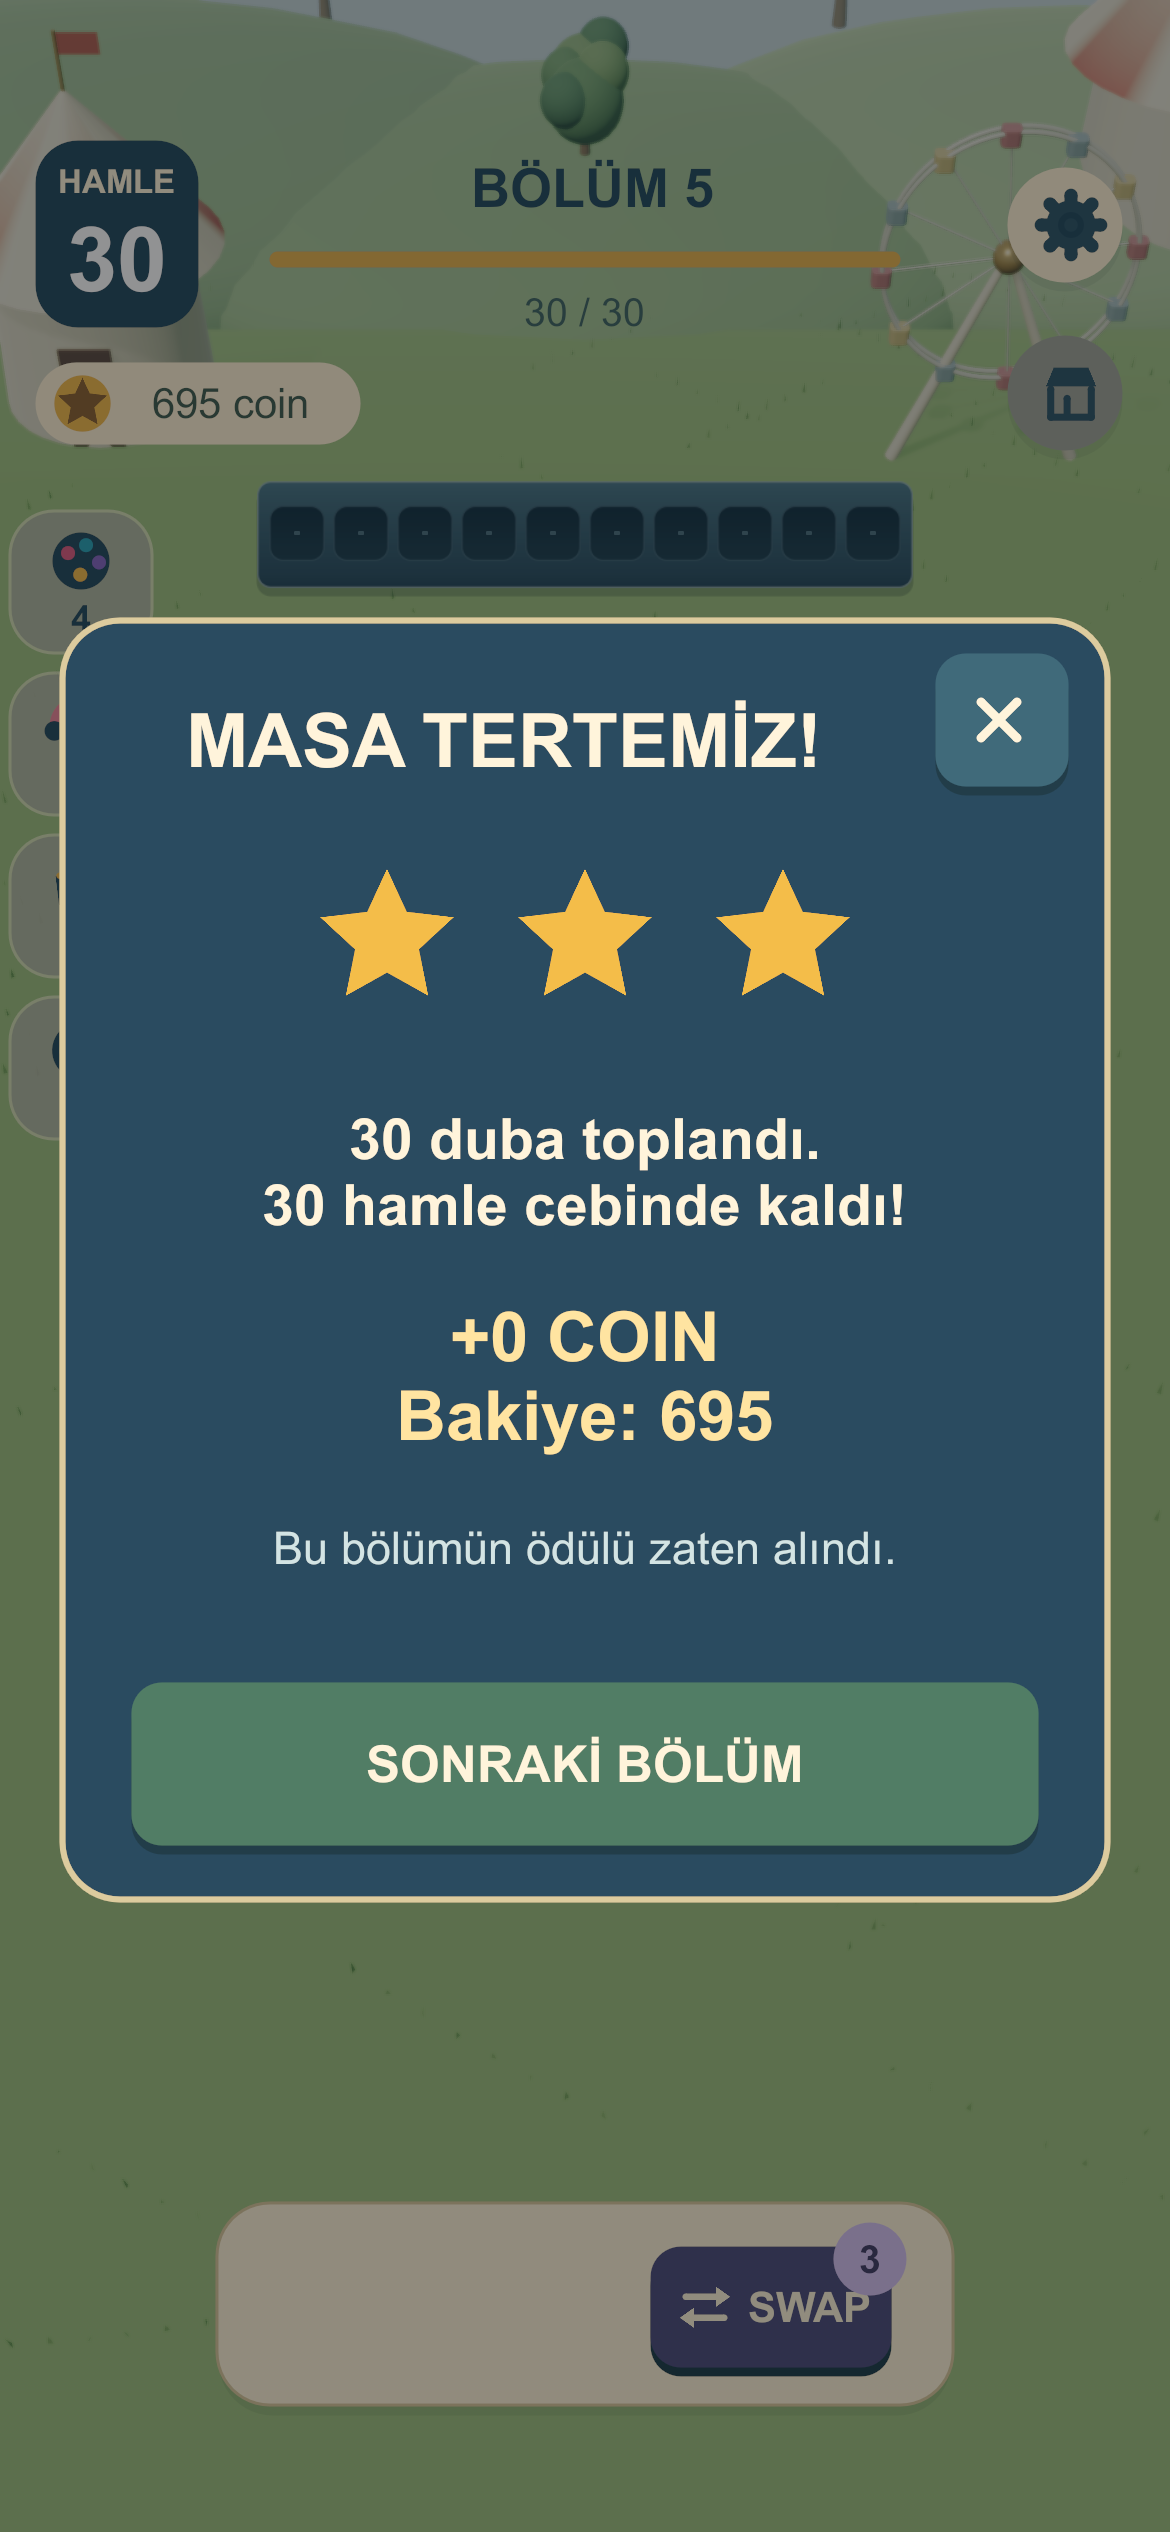 HAMLE
30
BÖLÜM 5
30 / 30
695 coin
4
MASA TERTEMİZ!
30 duba toplandı.
30 hamle cebinde kaldı!
+0 COIN
Bakiye: 695
Bu bölümün ödülü zaten alındı.
SONRAKİ BÖLÜM
3
SWAP